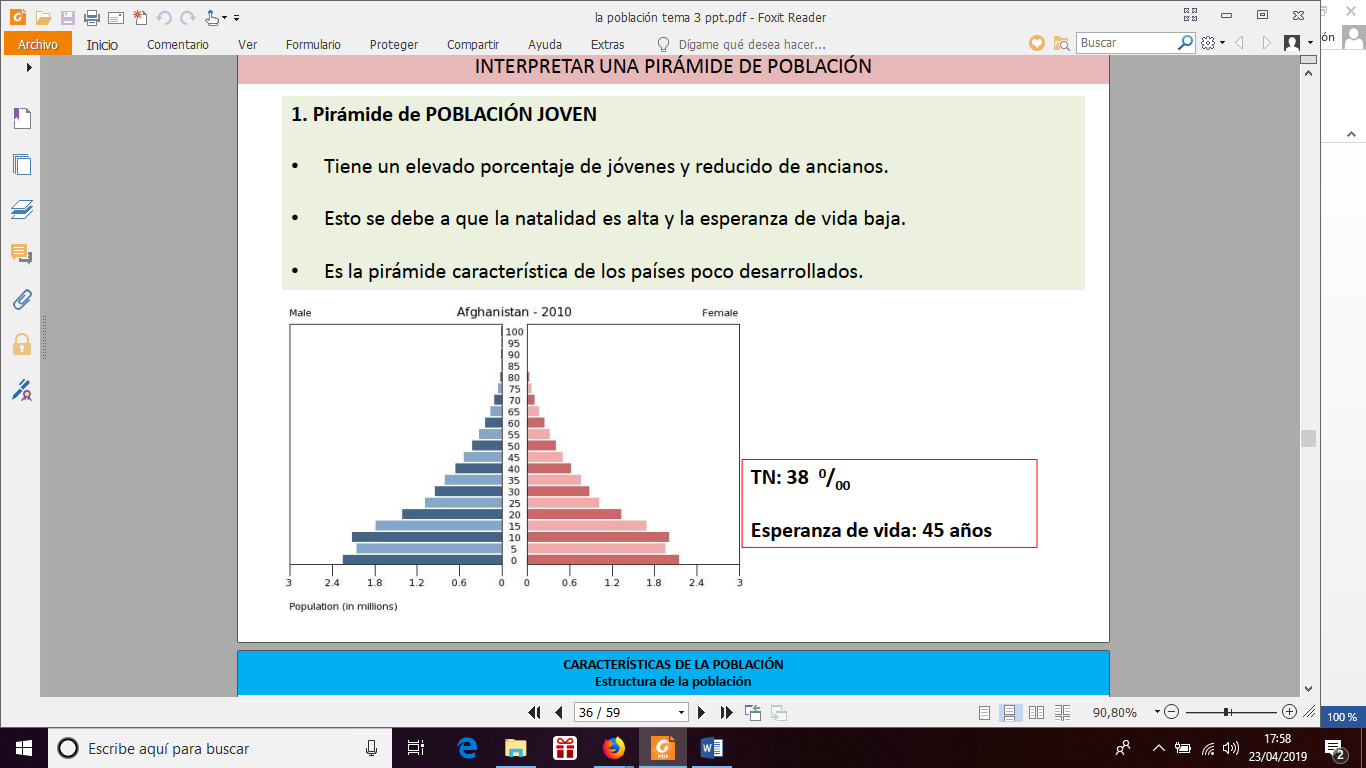 la población tema 3 ppt.pdf - Foxit Reader
Archivo Inicio Comentario Ver Formulario Proteger Compartir Ayuda Extras Dígame qué desea hacer... Buscar
ón
INTERPRETAR UNA PIRÁMIDE DE POBLACIÓN
1. Pirámide de POBLACIÓN JOVEN
• Tiene un elevado porcentaje de jóvenes y reducido de ancianos.
• Esto se debe a que la natalidad es alta y la esperanza de vida baja.
• Es la pirámide característica de los países poco desarrollados.
Male Afghanistan - 2010 Female
100
95
90
85
80
75
70
65
60
55
50
45
40
35
30
25
20
15
10
5
0
3 2.4 1.8 1.2 0.6 0 0 0.6 1.2 1.8 2.4 3
Population (in millions)
TN: 38 ⁰/₀₀
Esperanza de vida: 45 años
CARACTERÍSTICAS DE LA POBLACIÓN
Estructura de la población
36 / 59 90,80%
100 %
Escribe aquí para buscar
PDF
17:58
23/04/2019
2